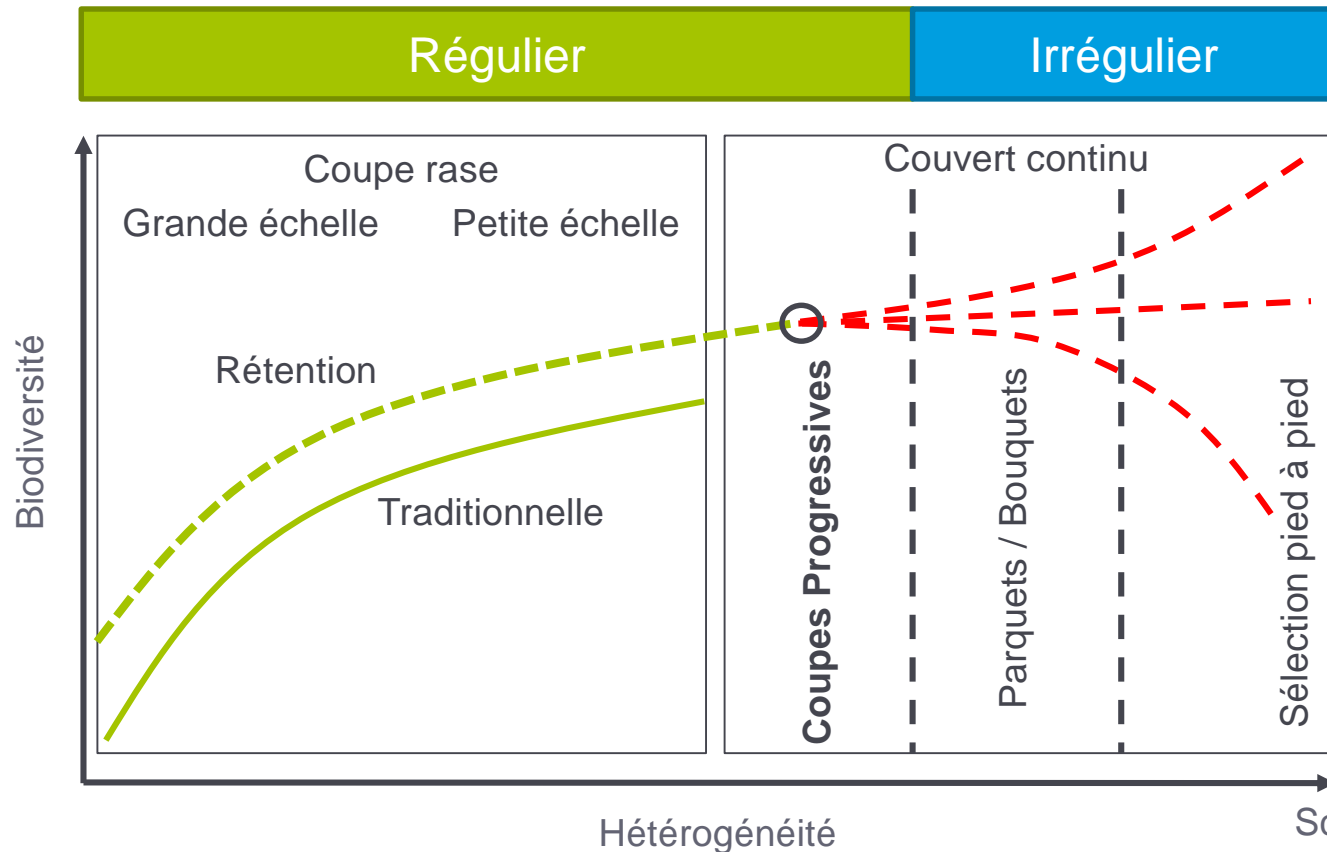 Régulier
Irrégulier
Coupe rase
Couvert continu
Grande échelle
Petite échelle
Rétention
Traditionnelle
Coupes Progressives
Parquets / Bouquets
Sélection pied à pied
Biodiversité
Hétérogénéité